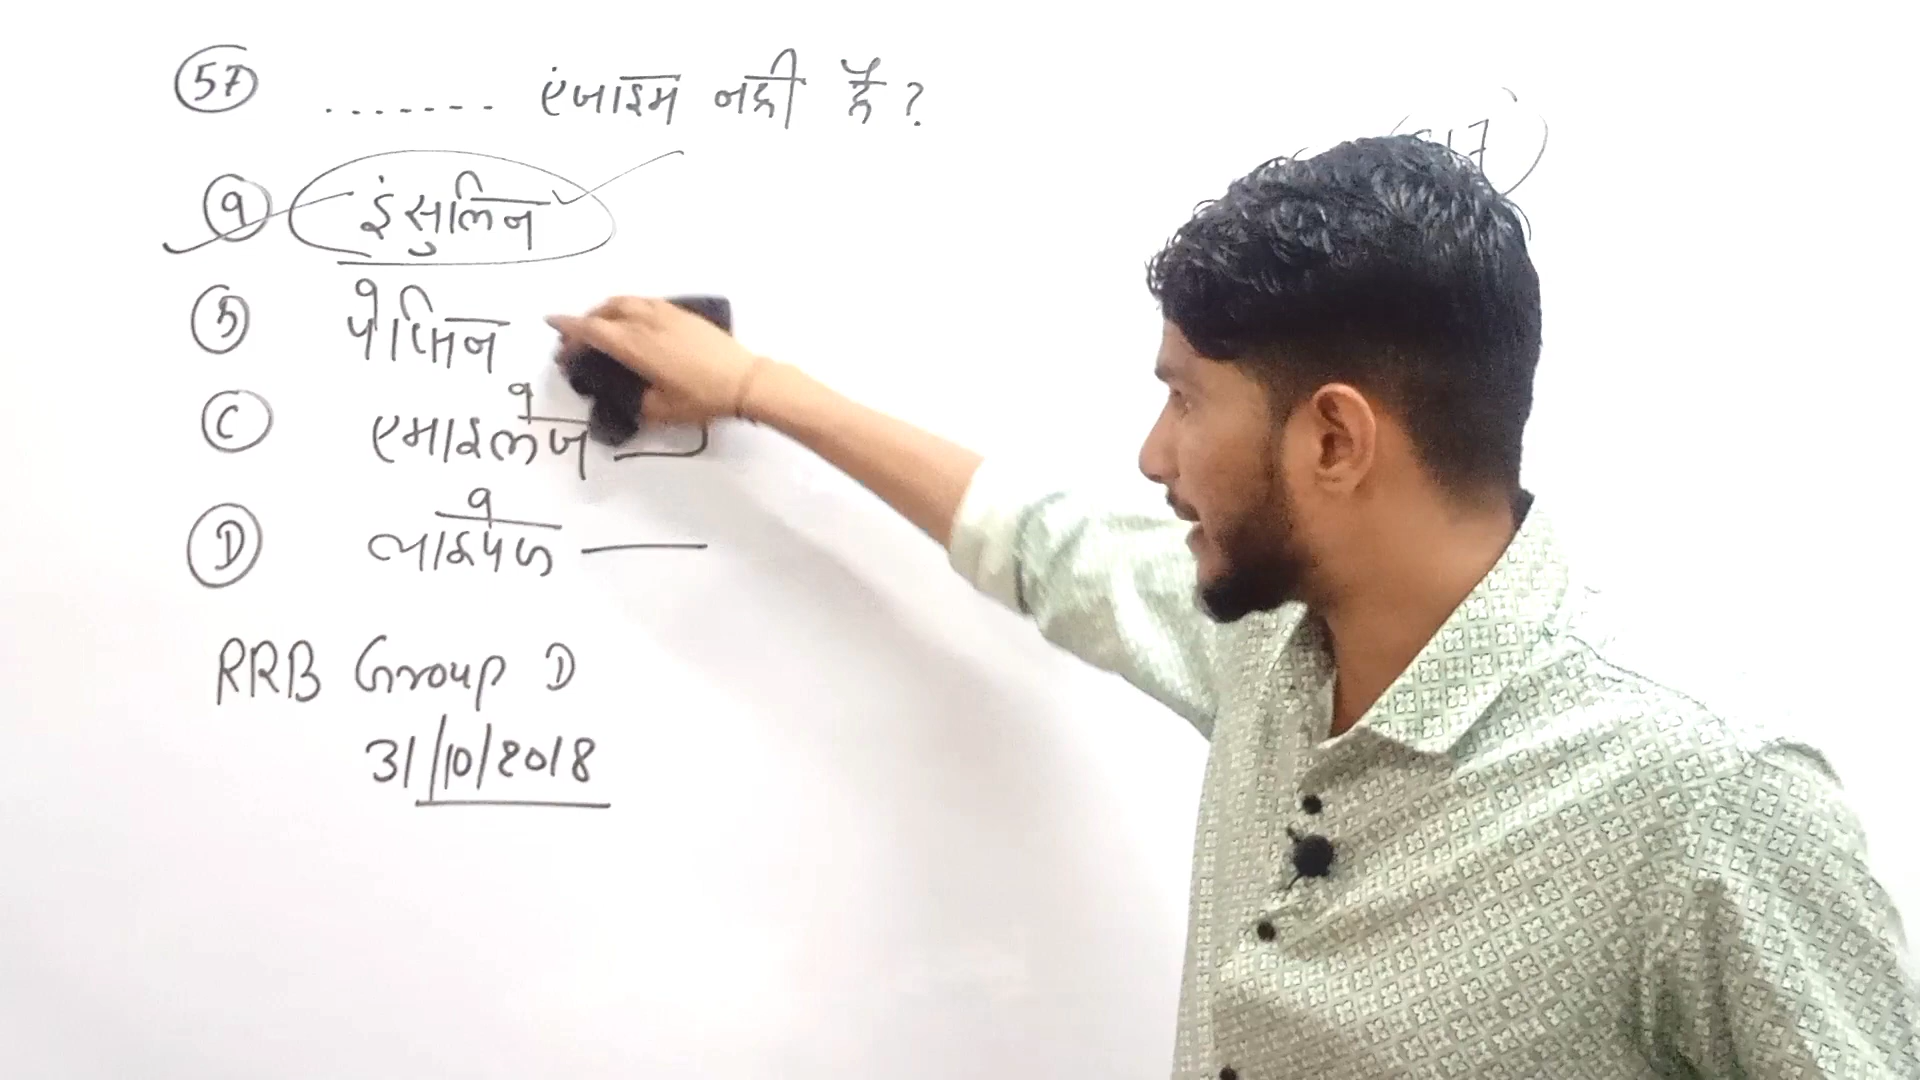 57 ....... एंजाइम नहीं है ?
a इंसुलिन
b पेप्सिन
C एमाइलेज
D लाइपेज
RRB Group D
31/10/2018